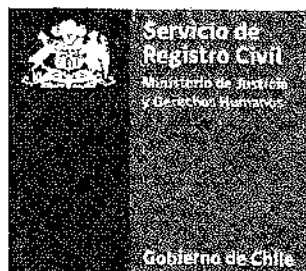 Servicio de
Registro Civil
Ministerio de Justicia
y Derechos Humanos
Gobierno de Chile